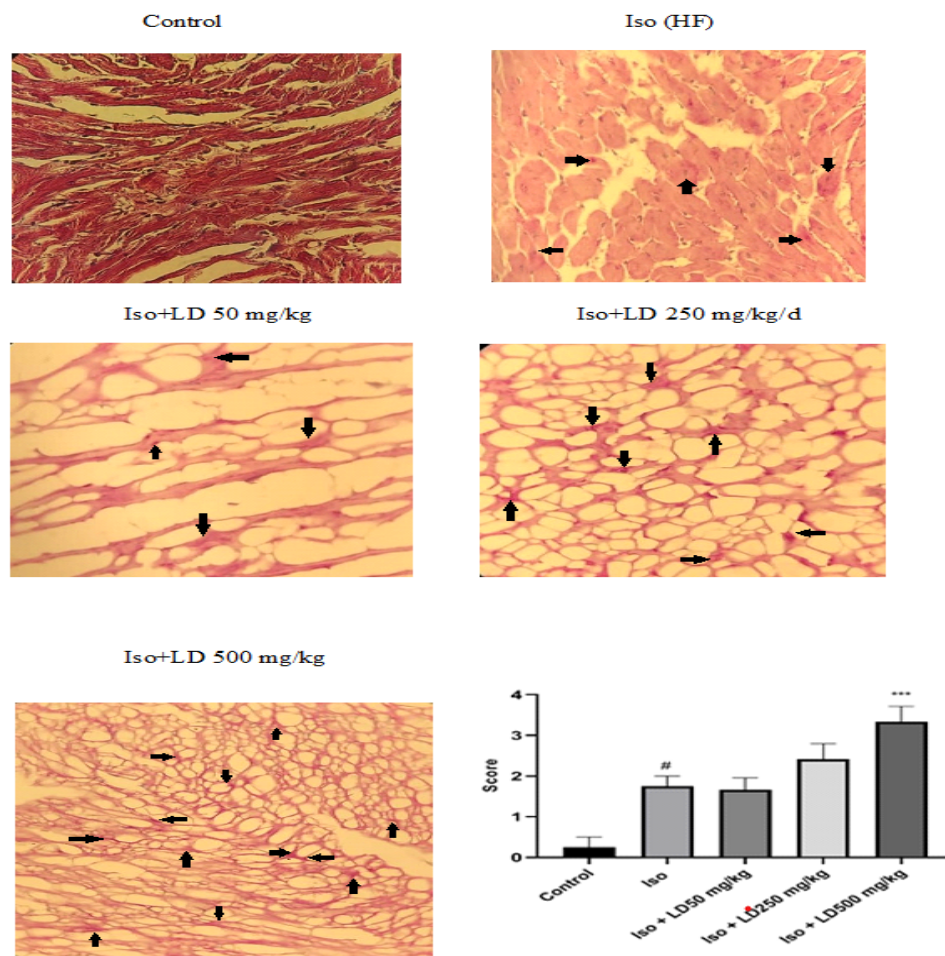 Control
Iso (HF)
Iso+LD 50 mg/kg
Iso+LD 250 mg/kg/d
Iso+LD 500 mg/kg
4
3
2
1
0
Score
#
***
Control
Iso
Iso + LD50 mg/kg
Iso + LD250 mg/kg
Iso + LD500 mg/kg